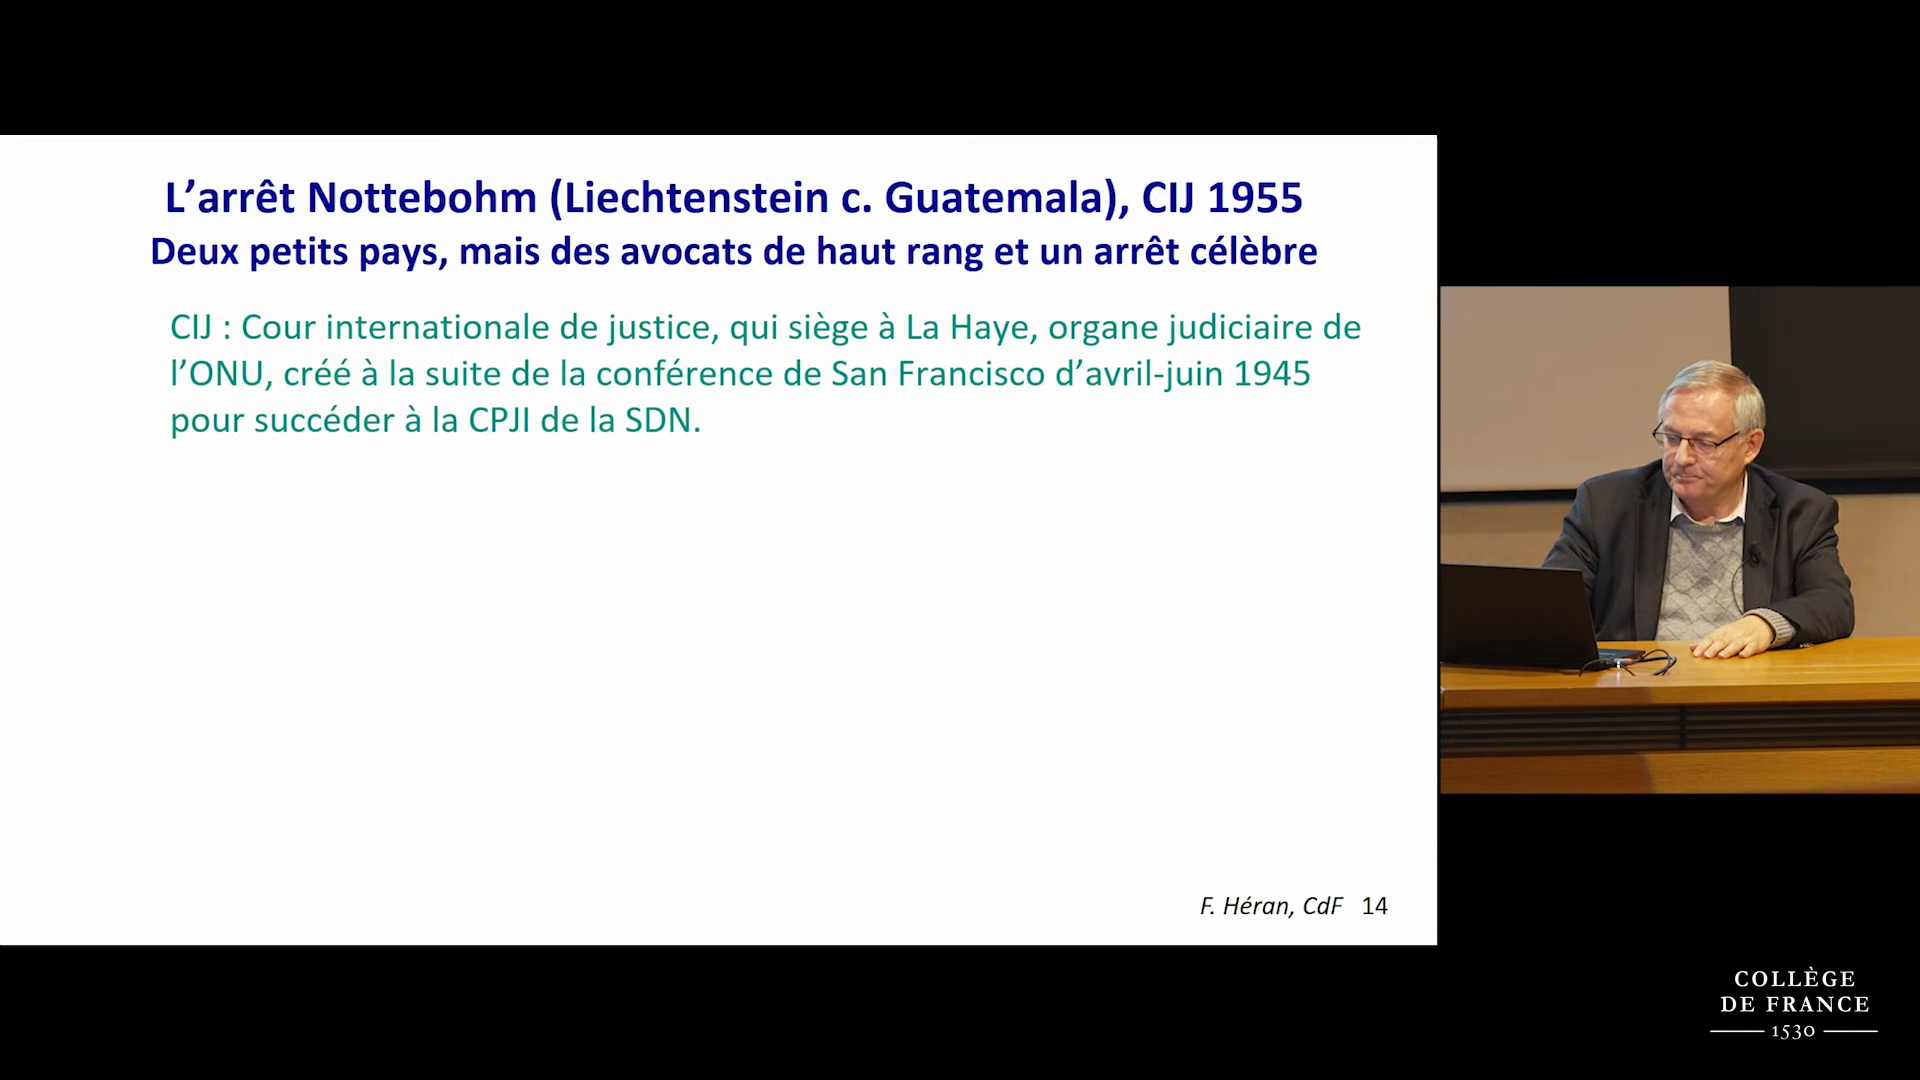 L’arrêt Nottebohm (Liechtenstein c. Guatemala), CIJ 1955
Deux petits pays, mais des avocats de haut rang et un arrêt célèbre
CIJ : Cour internationale de justice, qui siège à La Haye, organe judiciaire de
l’ONU, créé à la suite de la conférence de San Francisco d’avril-juin 1945
pour succéder à la CPJI de la SDN.
F. Héran, CdF 14
COLLÈGE
DE FRANCE
1530